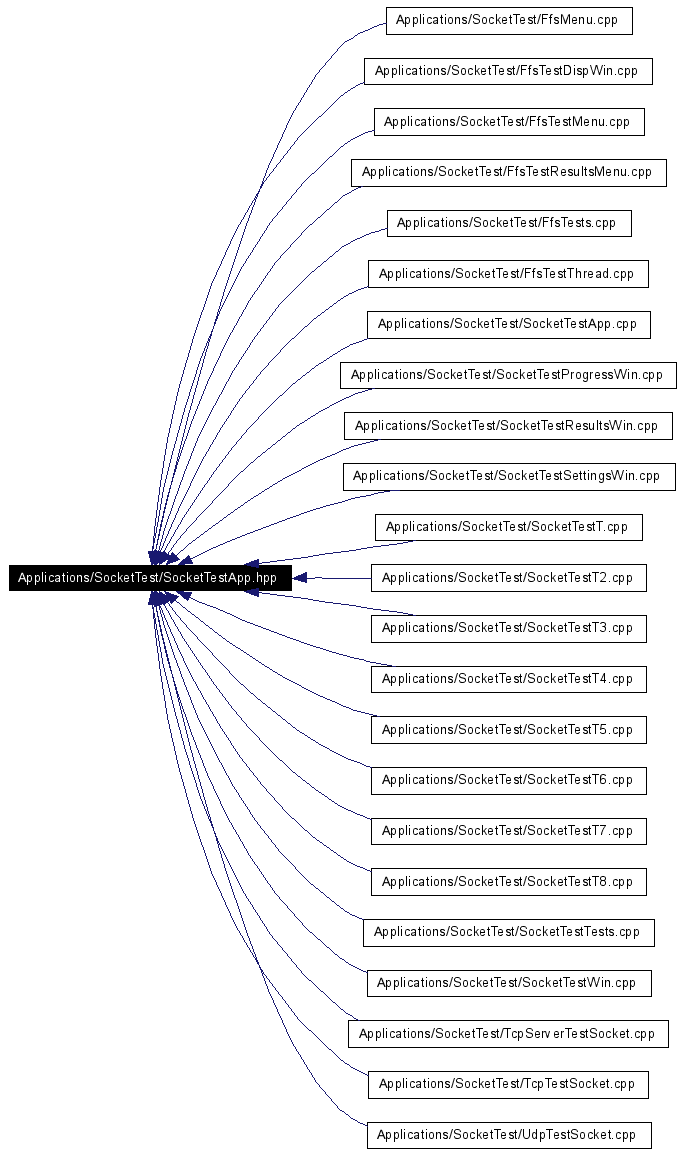 Applications/SocketTest/FfsMenu.cpp
Applications/SocketTest/FfsTestDispWin.cpp
Applications/SocketTest/FfsTestMenu.cpp
Applications/SocketTest/FfsTestResultsMenu.cpp
Applications/SocketTest/FfsTests.cpp
Applications/SocketTest/FfsTestThread.cpp
Applications/SocketTest/SocketTestApp.cpp
Applications/SocketTest/SocketTestProgressWin.cpp
Applications/SocketTest/SocketTestResultsWin.cpp
Applications/SocketTest/SocketTestSettingsWin.cpp
Applications/SocketTest/SocketTestT.cpp
Applications/SocketTest/SocketTestApp.hpp
Applications/SocketTest/SocketTestT2.cpp
Applications/SocketTest/SocketTestT3.cpp
Applications/SocketTest/SocketTestT4.cpp
Applications/SocketTest/SocketTestT5.cpp
Applications/SocketTest/SocketTestT6.cpp
Applications/SocketTest/SocketTestT7.cpp
Applications/SocketTest/SocketTestT8.cpp
Applications/SocketTest/SocketTestTests.cpp
Applications/SocketTest/SocketTestWin.cpp
Applications/SocketTest/TcpServerTestSocket.cpp
Applications/SocketTest/TcpTestSocket.cpp
Applications/SocketTest/UdpTestSocket.cpp